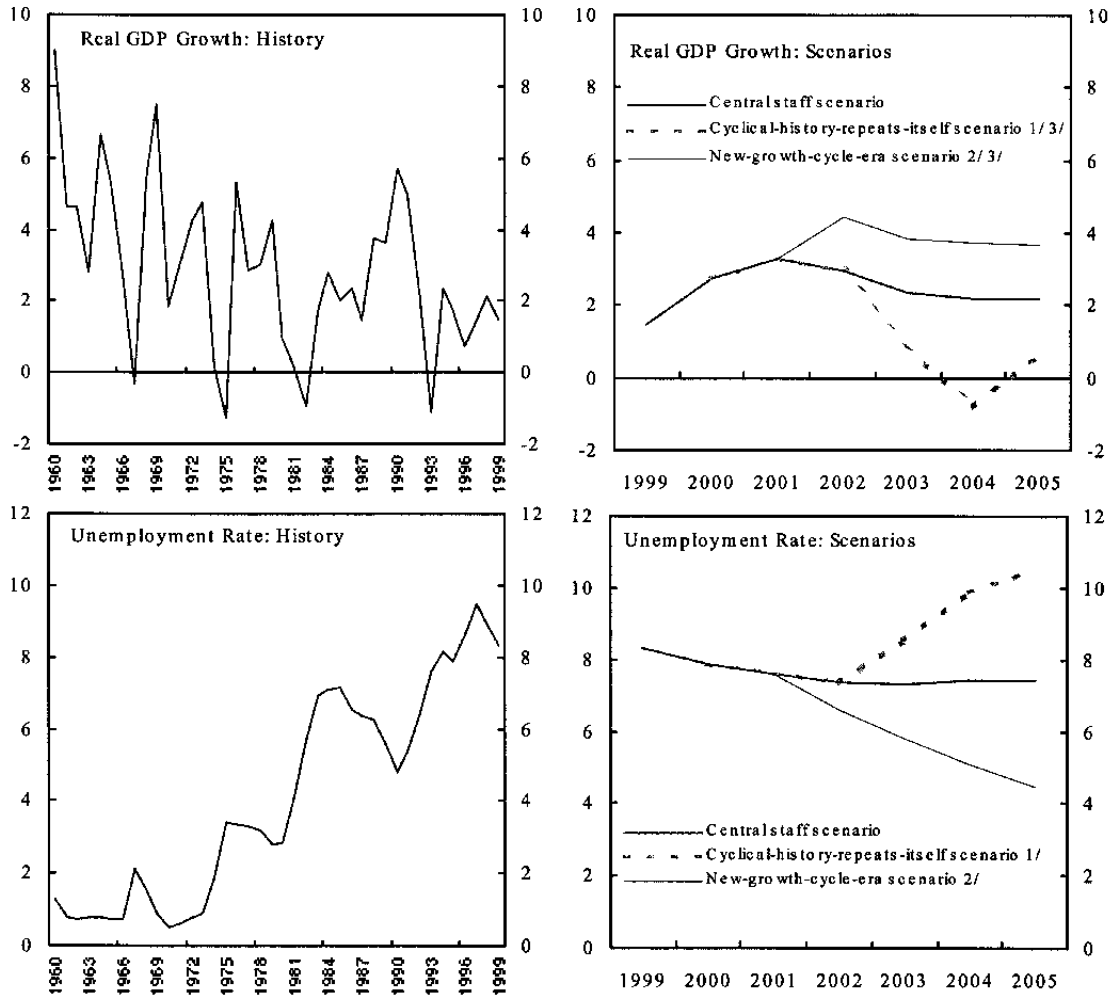 Real GDP Growth: History
10 10
8 8
6 6
4 4
2 2
0 0
-2 -2
1960 1963 1966 1969 1972 1975 1978 1981 1984 1987 1990 1993 1996 1999
Real GDP Growth: Scenarios
Central staff scenario
Cyclical-history-repeats-itself scenario 1/ 3/
New-growth-cycle-era scenario 2/ 3/
10 10
8 8
6 6
4 4
2 2
0 0
-2 -2
1999 2000 2001 2002 2003 2004 2005
Unemployment Rate: History
12 12
10 10
8 8
6 6
4 4
2 2
0 0
1960 1963 1966 1969 1972 1975 1978 1981 1984 1987 1990 1993 1996 1999
Unemployment Rate: Scenarios
12 12
10 10
8 8
6 6
4 4
2 2
0 0
Central staff scenario
Cyclical-history-repeats-itself scenario 1/
New-growth-cycle-era scenario 2/
1999 2000 2001 2002 2003 2004 2005